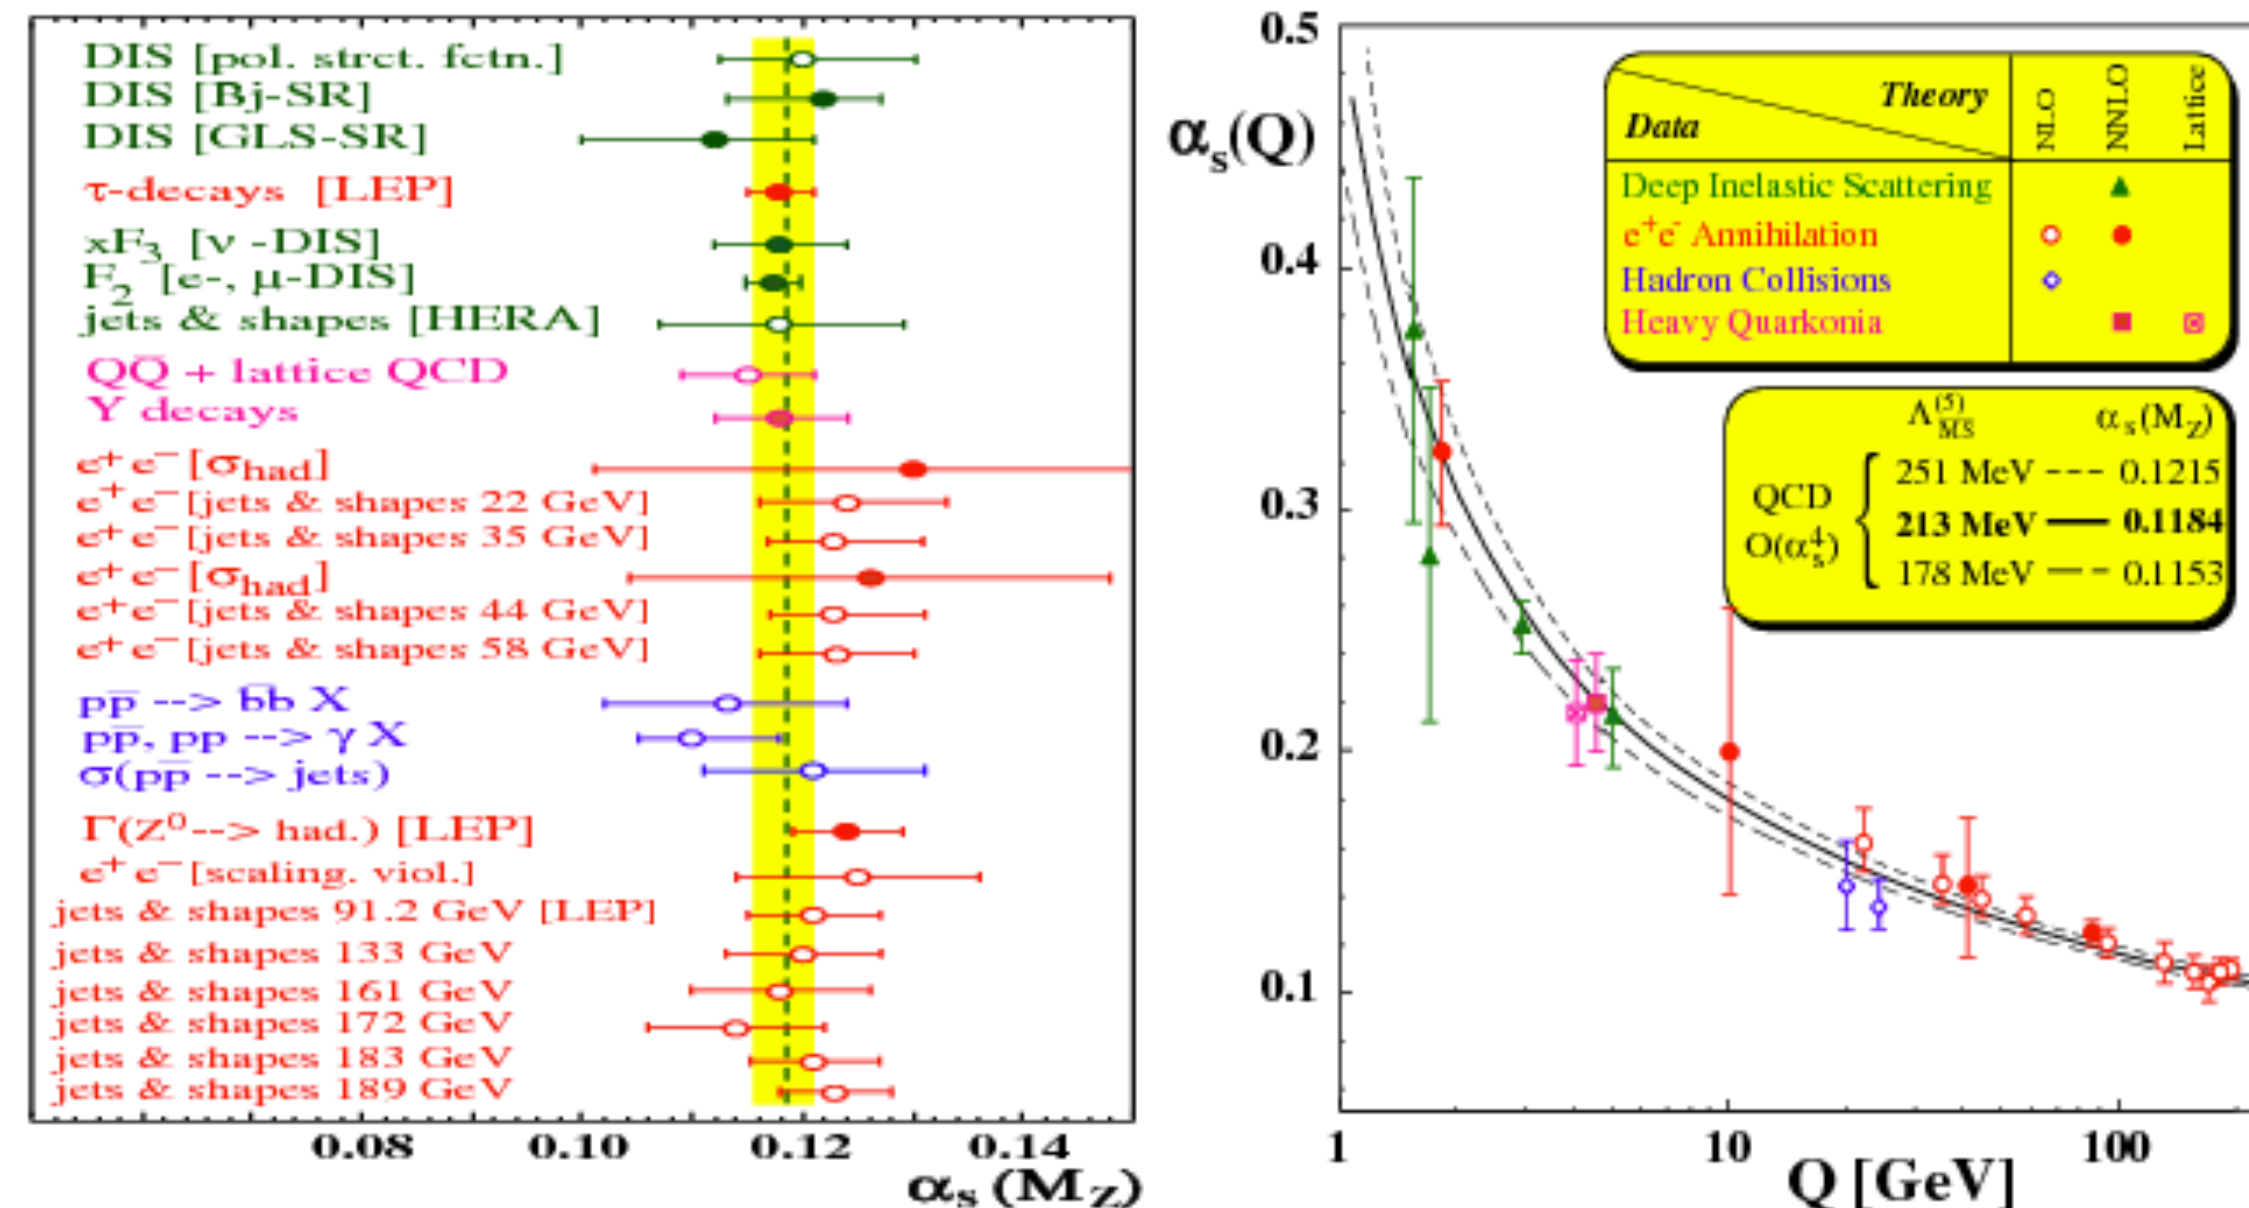 DIS [pol. strct. fctn.]
DIS [Bj-SR]
DIS [GLS-SR]
τ-decays [LEP]
xF₃ [ν -DIS]
F₂ [e-, μ-DIS]
jets & shapes [HERA]
QQ̅ + lattice QCD
Υ decays
e⁺ e⁻ [σhad]
e⁺ e⁻ [jets & shapes 22 GeV]
e⁺ e⁻ [jets & shapes 35 GeV]
e⁺ e⁻ [σhad]
e⁺ e⁻ [jets & shapes 44 GeV]
e⁺ e⁻ [jets & shapes 58 GeV]
pp̅ --> b̅b X
pp̅, pp --> γ X
σ(pp̅ --> jets)
Γ(Z⁰--> had.) [LEP]
e⁺ e⁻ [scaling. viol.]
jets & shapes 91.2 GeV [LEP]
jets & shapes 133 GeV
jets & shapes 161 GeV
jets & shapes 172 GeV
jets & shapes 183 GeV
jets & shapes 189 GeV
0.08 0.10 0.12 0.14
αs (MZ)
0.5
αs(Q)
0.4
0.3
0.2
0.1
Data Theory NLO NNLO Lattice
Deep Inelastic Scattering
e⁺e⁻ Annihilation
Hadron Collisions
Heavy Quarkonia
Λ(5)MS̅ αs(MZ)
QCD O(αs⁴)
251 MeV 0.1215
213 MeV 0.1184
178 MeV 0.1153
1 10 100
Q [GeV]